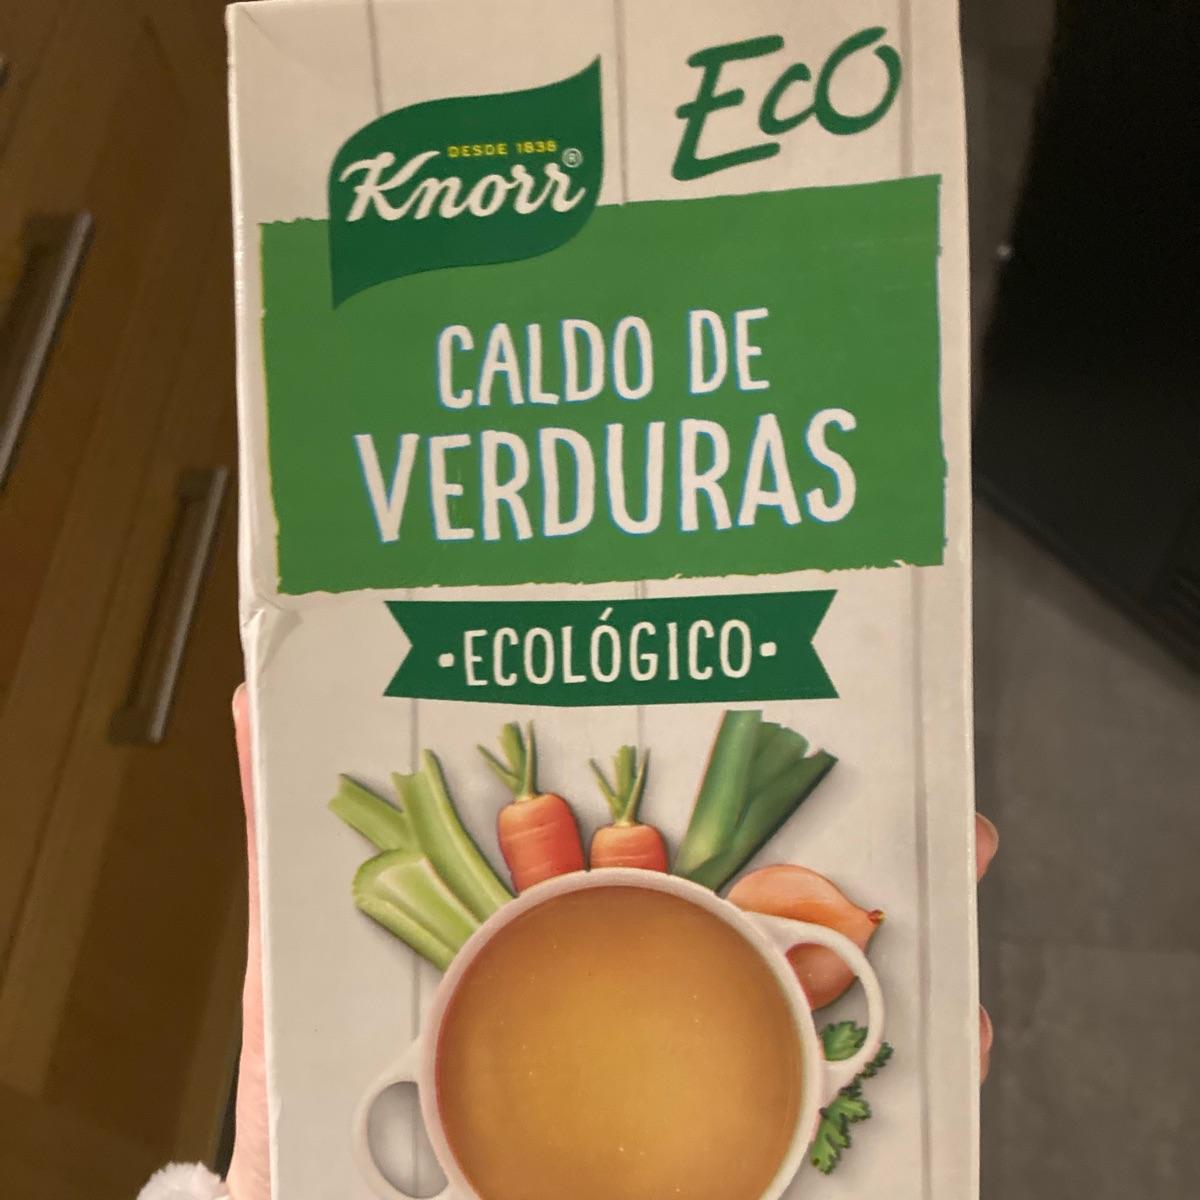 Eco
DESDE 1838
Knorr®
CALDO DE
VERDURAS
·ECOLÓGICO·